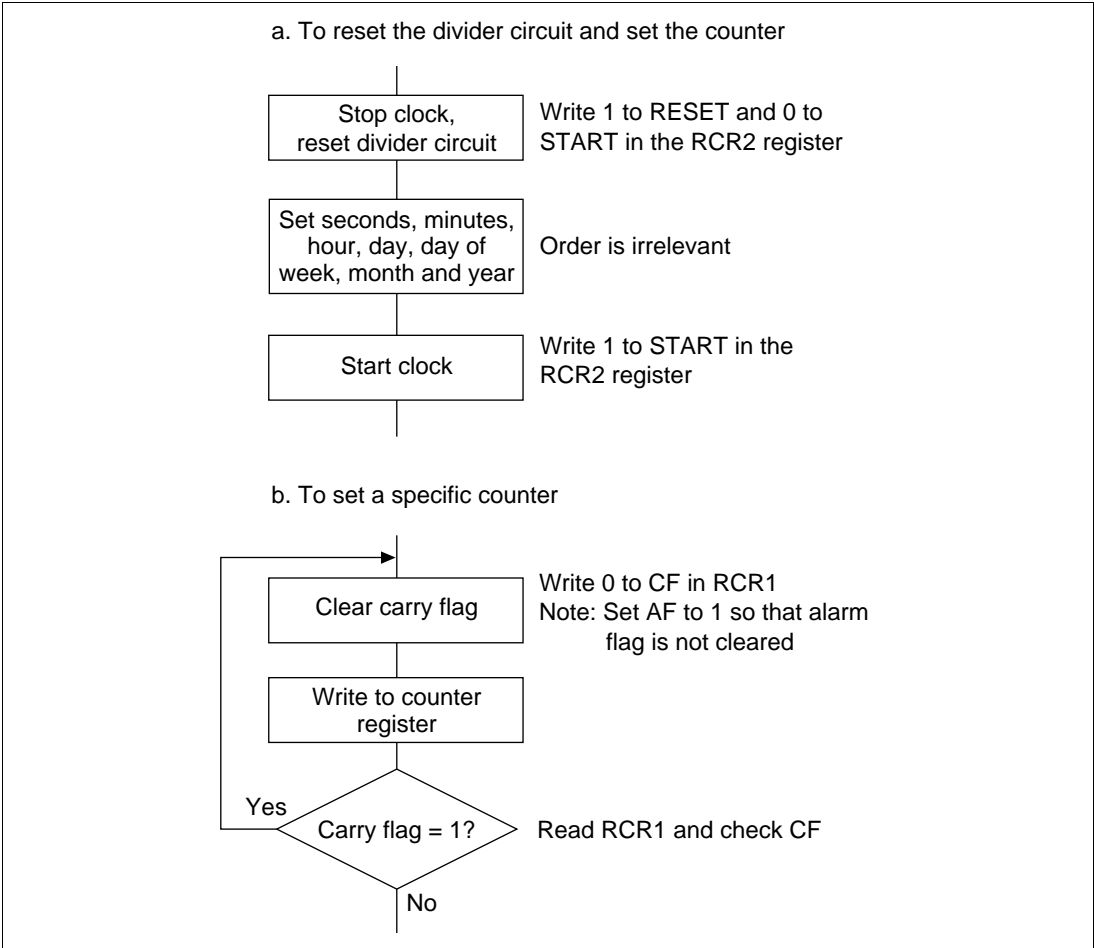 a. To reset the divider circuit and set the counter
Stop clock,
reset divider circuit
Write 1 to RESET and 0 to
START in the RCR2 register
Set seconds, minutes,
hour, day, day of
week, month and year
Order is irrelevant
Start clock
Write 1 to START in the
RCR2 register
b. To set a specific counter
Clear carry flag
Write 0 to CF in RCR1
Note: Set AF to 1 so that alarm
flag is not cleared
Write to counter
register
Yes
Carry flag = 1?
Read RCR1 and check CF
No